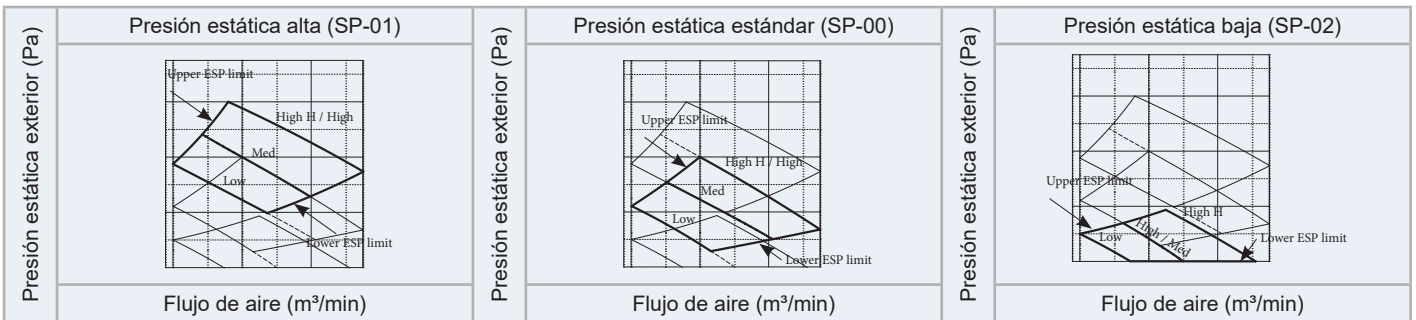 Presión estática exterior (Pa)
Presión estática alta (SP-01)
Upper ESP limit
High H / High
Med
Low
Lower ESP limit
Flujo de aire (m³/min)
Presión estática exterior (Pa)
Presión estática estándar (SP-00)
Upper ESP limit
High H / High
Med
Low
Lower ESP limit
Flujo de aire (m³/min)
Presión estática exterior (Pa)
Presión estática baja (SP-02)
Upper ESP limit
High H
Low
High / Med
Lower ESP limit
Flujo de aire (m³/min)